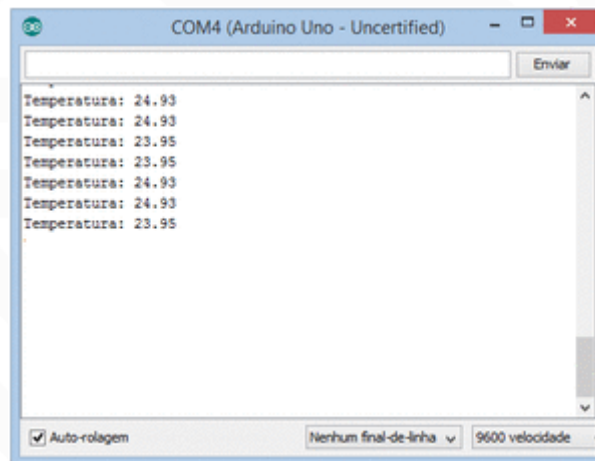 COM4 (Arduino Uno - Uncertified)
Enviar
Temperatura: 24.93
Temperatura: 24.93
Temperatura: 23.95
Temperatura: 23.95
Temperatura: 24.93
Temperatura: 24.93
Temperatura: 23.95
Auto-rolagem
Nenhum final-de-linha
9600 velocidade